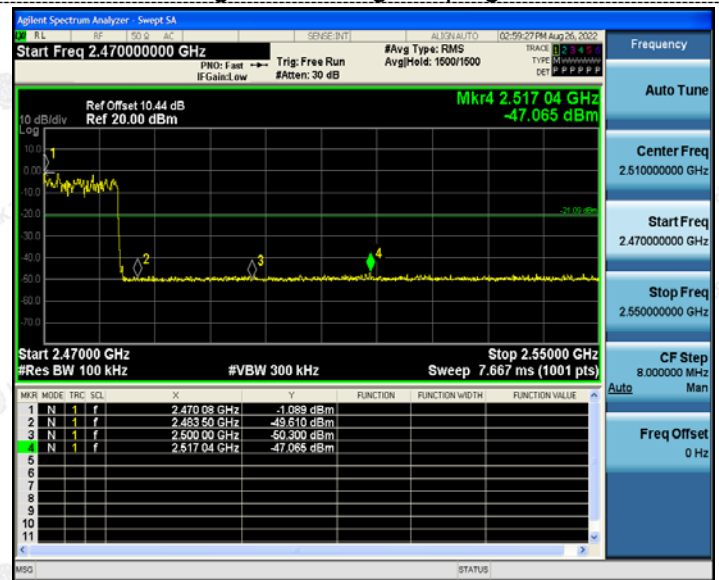 Agilent Spectrum Analyzer - Swept SA
RL RF 50 Ω AC SENSE:INT ALIGN AUTO 02:59:27 PM Aug 26, 2022
Start Freq 2.470000000 GHz
PNO: Fast
IFGain:Low
Trig: Free Run
#Atten: 30 dB
#Avg Type: RMS
Avg|Hold: 1500/1500
TRACE 1 2 3 4 5 6
TYPE M W W W W W
DET P P P P P P
Ref Offset 10.44 dB
Ref 20.00 dBm
10 dB/div
Log
Mkr4 2.517 04 GHz
-47.065 dBm
10.0
0.00
-10.0
-20.0
-30.0
-40.0
-50.0
-60.0
-70.0
1
2
3
4
-21.09 dBm
Start 2.47000 GHz
Stop 2.55000 GHz
#Res BW 100 kHz
#VBW 300 kHz
Sweep 7.667 ms (1001 pts)
MKR MODE TRC SCL X Y FUNCTION FUNCTION WIDTH FUNCTION VALUE
1 N 1 f 2.470 08 GHz -1.089 dBm
2 N 1 f 2.483 50 GHz -49.610 dBm
3 N 1 f 2.500 00 GHz -50.300 dBm
4 N 1 f 2.517 04 GHz -47.065 dBm
5
6
7
8
9
10
11
MSG
STATUS
Frequency
Auto Tune
Center Freq
2.510000000 GHz
Start Freq
2.470000000 GHz
Stop Freq
2.550000000 GHz
CF Step
8.000000 MHz
Auto Man
Freq Offset
0 Hz